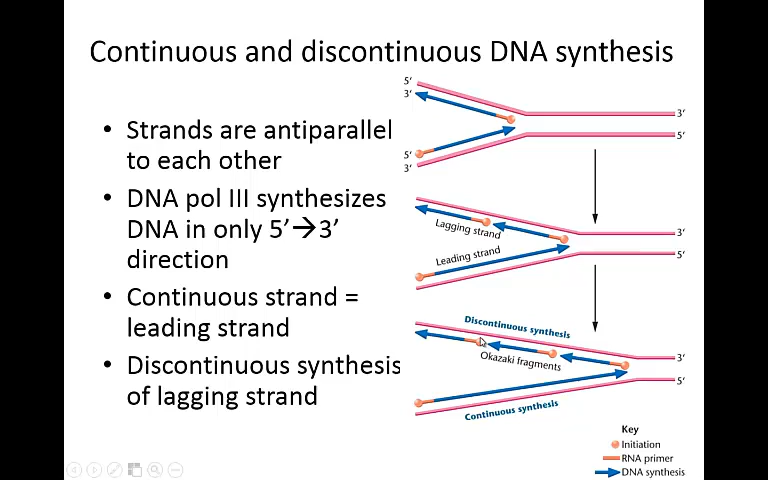 Continuous and discontinuous DNA synthesis
• Strands are antiparallel
to each other
• DNA pol III synthesizes
DNA in only 5’→3’
direction
• Continuous strand =
leading strand
• Discontinuous synthesis
of lagging strand
5′
3′
3′
5′
5′
3′
Lagging strand
Leading strand
3′
5′
Discontinuous synthesis
Okazaki fragments
3′
5′
Continuous synthesis
Key
Initiation
RNA primer
DNA synthesis